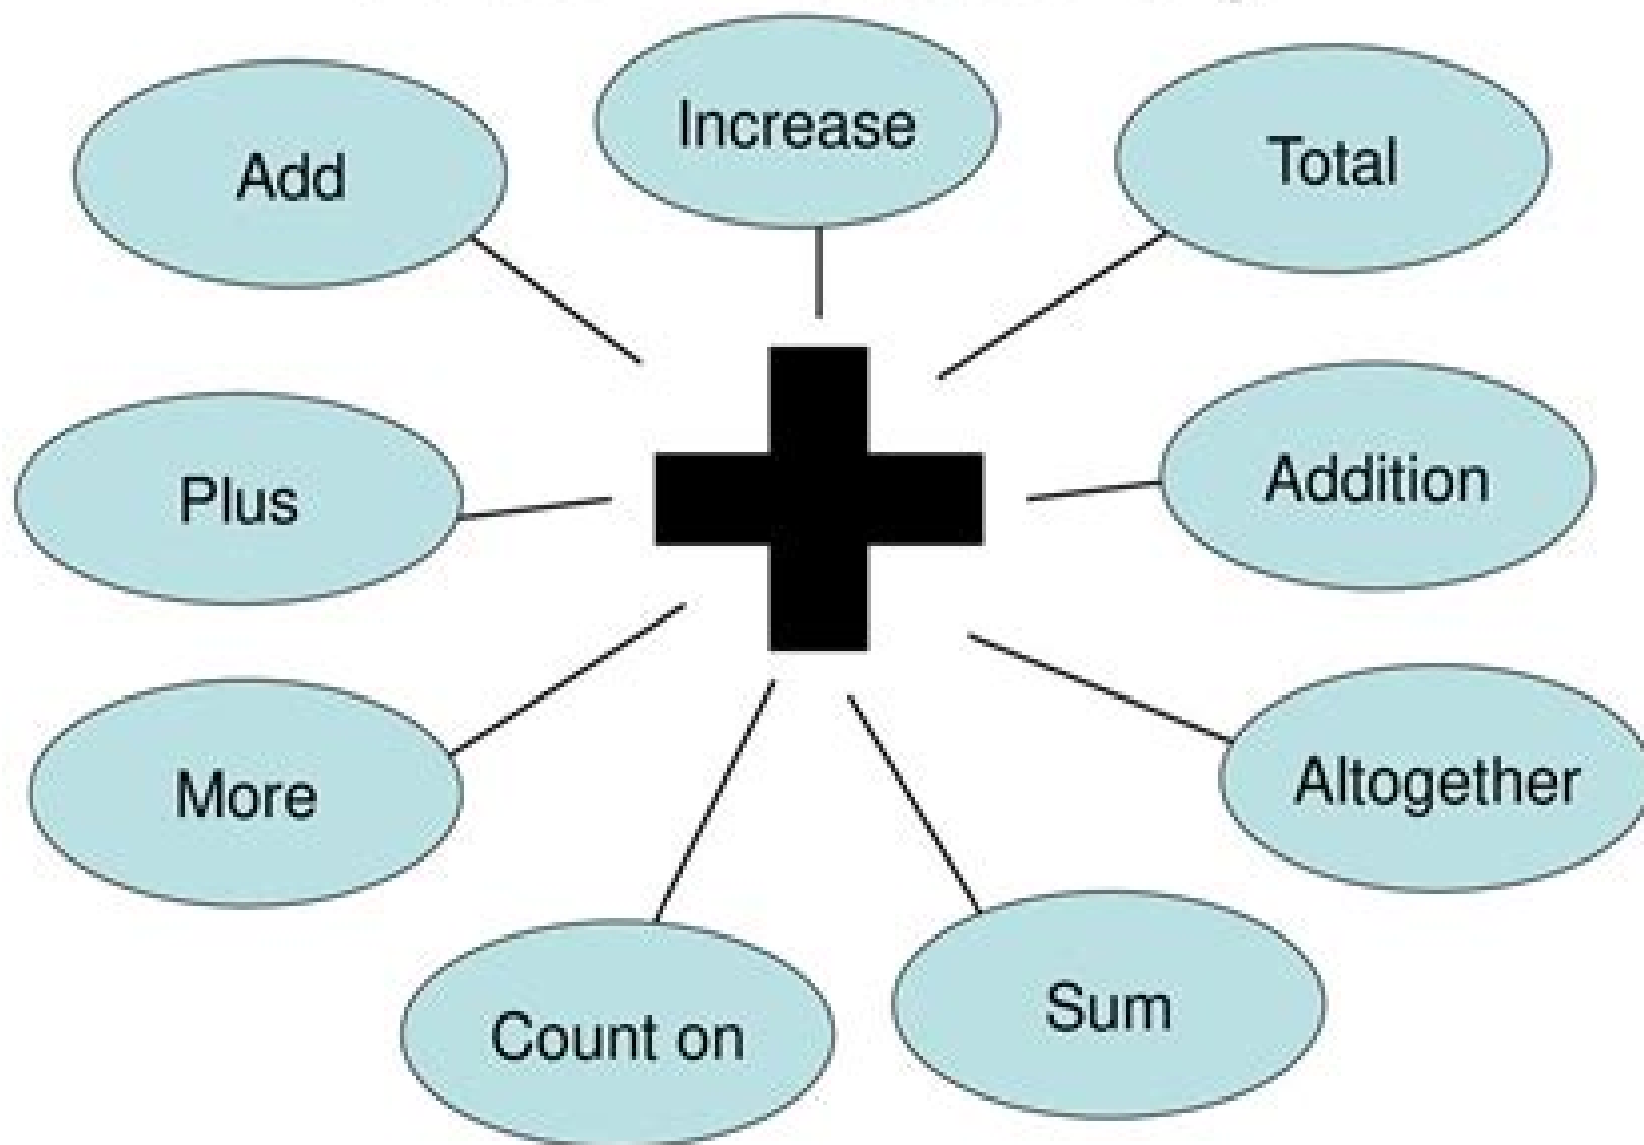 Increase
Total
Add
Addition
Plus
Altogether
More
Sum
Count on